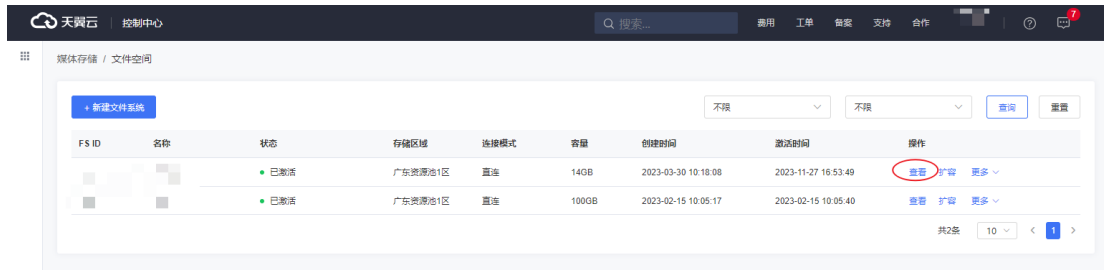 天翼云 控制中心 搜索... 费用 工单 备案 支持 合作 7
媒体存储 / 文件空间
+ 新建文件系统 不限 不限 查询 重置
FS ID 名称 状态 存储区域 连接模式 容量 创建时间 激活时间 操作
已激活 广东资源池1区 直连 14GB 2023-03-30 10:18:08 2023-11-27 16:53:49 查看 扩容 更多
已激活 广东资源池1区 直连 100GB 2023-02-15 10:05:17 2023-02-15 10:05:40 查看 扩容 更多
共2条 10 < 1 >